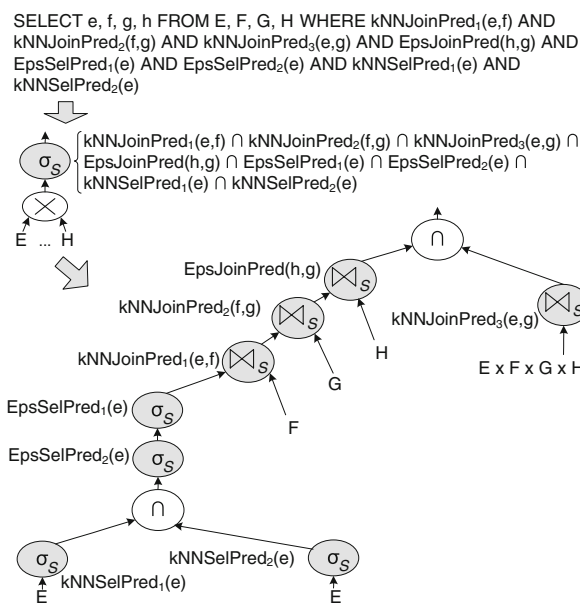 SELECT e, f, g, h FROM E, F, G, H WHERE kNNJoinPred₁(e,f) AND
kNNJoinPred₂(f,g) AND kNNJoinPred₃(e,g) AND EpsJoinPred(h,g) AND
EpsSelPred₁(e) AND EpsSelPred₂(e) AND kNNSelPred₁(e) AND
kNNSelPred₂(e)
kNNJoinPred₁(e,f) ∩ kNNJoinPred₂(f,g) ∩ kNNJoinPred₃(e,g) ∩
σS
EpsJoinPred(h,g) ∩ EpsSelPred₁(e) ∩ EpsSelPred₂(e) ∩
kNNSelPred₁(e) ∩ kNNSelPred₂(e)
×
E ... H
∩
EpsJoinPred(h,g)
⋈S
kNNJoinPred₂(f,g)
⋈S
kNNJoinPred₃(e,g)
⋈S
kNNJoinPred₁(e,f)
⋈S
H
E x F x G x H
G
EpsSelPred₁(e)
σS
F
EpsSelPred₂(e)
σS
∩
σS
kNNSelPred₂(e)
σS
kNNSelPred₁(e)
E
E